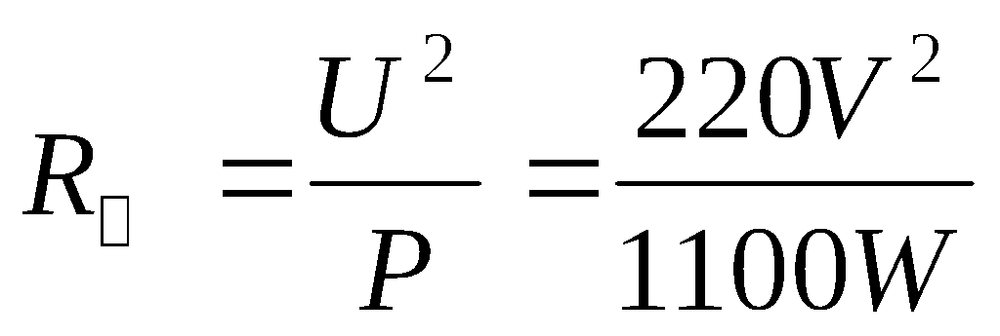 R▯ = U² / P = 220V² / 1100W